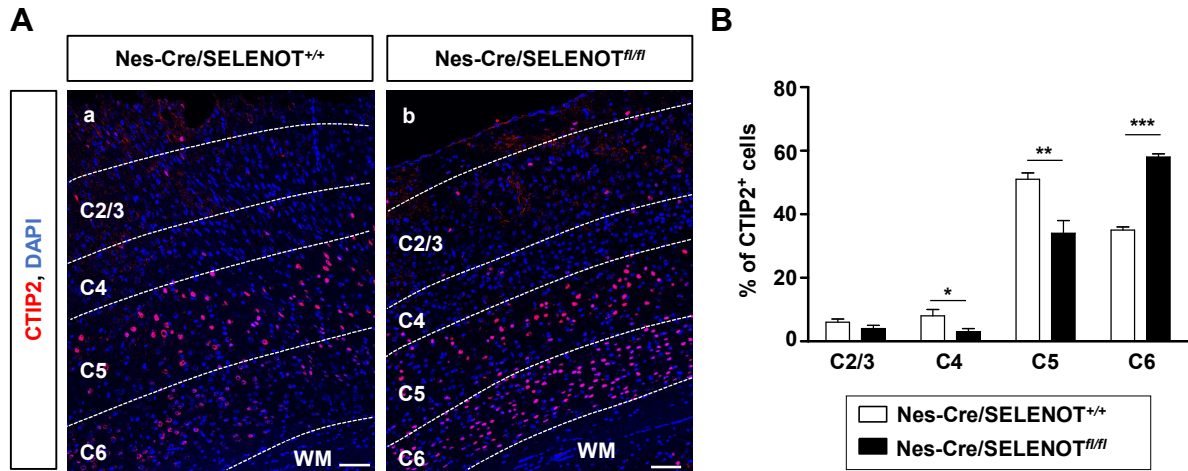 A
Nes-Cre/SELENOT+/+
Nes-Cre/SELENOTfl/fl
CTIP2, DAPI
a
C2/3
C4
C5
C6
WM
b
C2/3
C4
C5
C6
WM
B
% of CTIP2+ cells
80
60
40
20
0
*
**
***
C2/3 C4 C5 C6
Nes-Cre/SELENOT+/+
Nes-Cre/SELENOTfl/fl